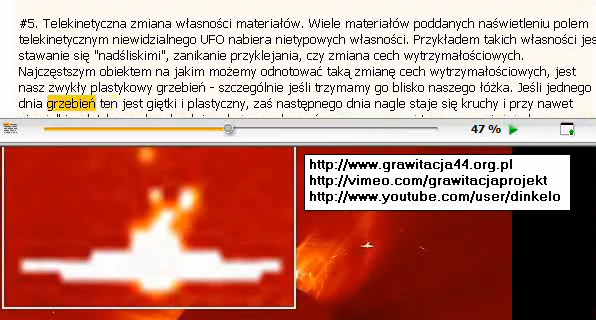 #5. Telekinetyczna zmiana własności materiałów. Wiele materiałów poddanych naświetleniu polem
telekinetycznym niewidzialnego UFO nabiera nietypowych własności. Przykładem takich własności jes
stawanie się "nadśliskimi", zanikanie przyklejania, czy zmiana cech wytrzymałościowych.
Najczęstszym obiektem na jakim możemy odnotować taką zmianę cech wytrzymałościowych, jest
nasz zwykły plastykowy grzebień - szczególnie jeśli trzymamy go blisko naszego łóżka. Jeśli jednego
dnia grzebień ten jest giętki i plastyczny, zaś następnego dnia nagle staje się kruchy i przy nawet
47 %
http://www.grawitacja44.org.pl
http://vimeo.com/grawitacjaprojekt
http://www.youtube.com/user/dinkelo